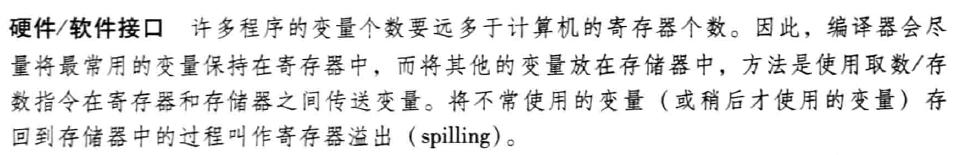 硬件/软件接口 许多程序的变量个数要远多于计算机的寄存器个数。因此，编译器会尽
量将最常用的变量保持在寄存器中，而将其他的变量放在存储器中，方法是使用取数/存
数指令在寄存器和存储器之间传送变量。将不常使用的变量（或稍后才使用的变量）存
回到存储器中的过程叫作寄存器溢出（spilling）。